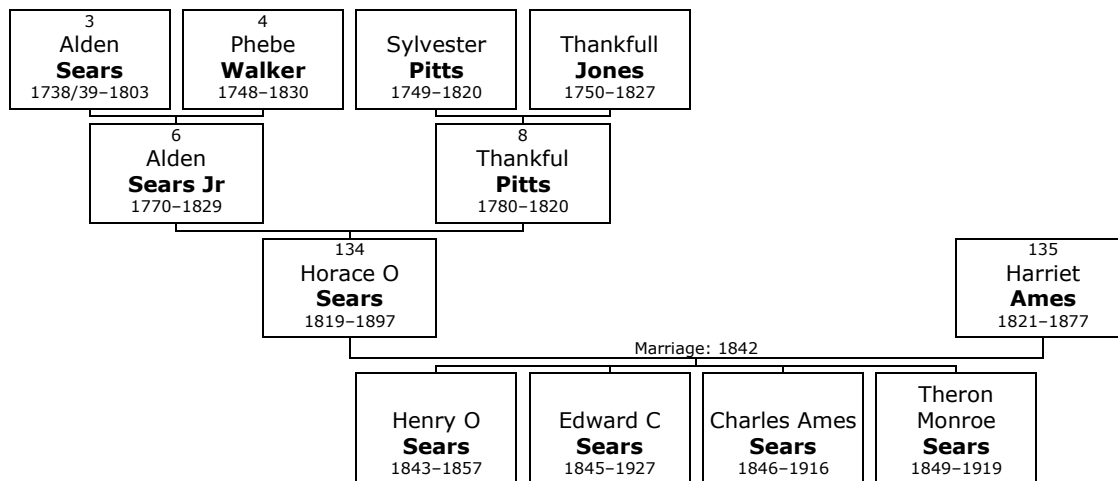 3
Alden
Sears
1738/39–1803
4
Phebe
Walker
1748–1830
Sylvester
Pitts
1749–1820
Thankfull
Jones
1750–1827
6
Alden
Sears Jr
1770–1829
8
Thankful
Pitts
1780–1820
134
Horace O
Sears
1819–1897
135
Harriet
Ames
1821–1877
Marriage: 1842
Henry O
Sears
1843–1857
Edward C
Sears
1845–1927
Charles Ames
Sears
1846–1916
Theron
Monroe
Sears
1849–1919